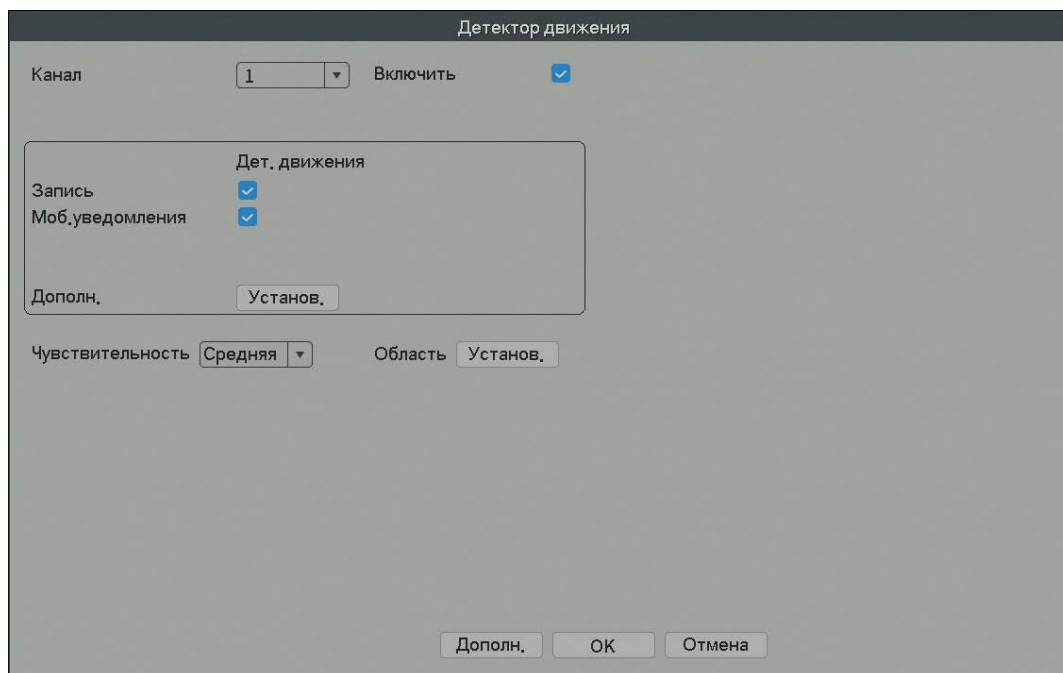 Детектор движения
Канал 1 Включить
Дет. движения
Запись
Моб.уведомления
Дополн. Установ.
Чувствительность Средняя Область Установ.
Дополн. OK Отмена